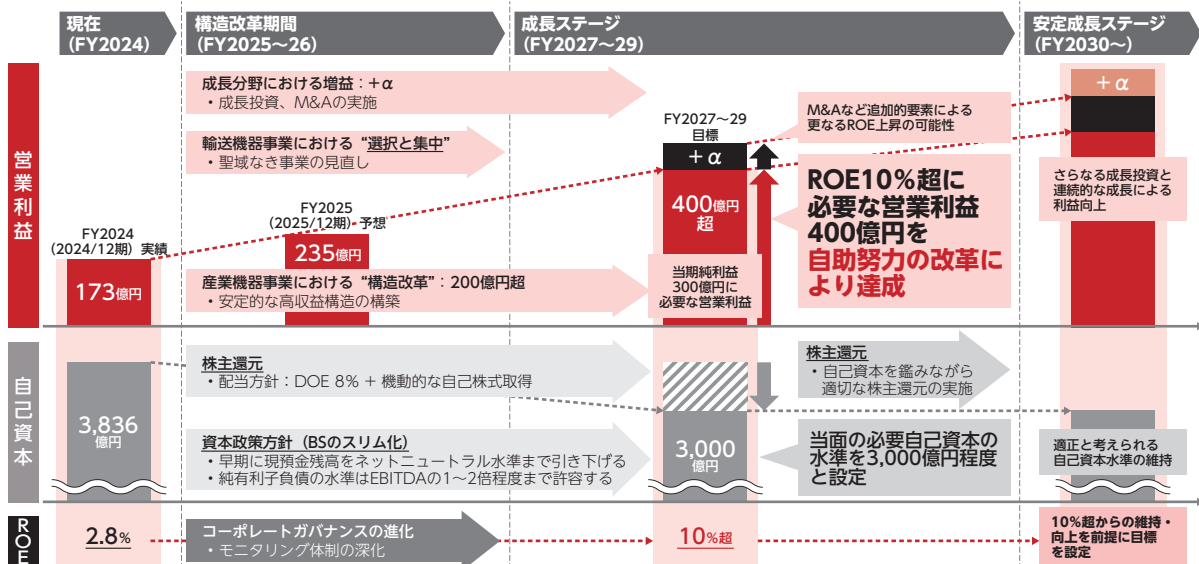 現在
(FY2024)
構造改革期間
(FY2025〜26)
成長ステージ
(FY2027〜29)
安定成長ステージ
(FY2030〜)
営業利益
成長分野における増益：＋α
・成長投資、M&Aの実施
輸送機器事業における“選択と集中”
・聖域なき事業の見直し
FY2024
(2024/12期) 実績
173億円
FY2025
(2025/12期) 予想
235億円
産業機器事業における“構造改革”：200億円超
・安定的な高収益構造の構築
FY2027〜29
目標
＋α
400億円
超
当期純利益
300億円に
必要な営業利益
M&Aなど追加的要素による
更なるROE上昇の可能性
ROE10%超に
必要な営業利益
400億円を
自助努力の改革に
より達成
＋α
さらなる成長投資と
連続的な成長による
利益向上
自己資本
3,836
億円
株主還元
・配当方針：DOE 8% + 機動的な自己株式取得
資本政策方針（BSのスリム化）
・早期に現預金残高をネットニュートラル水準まで引き下げる
・純有利子負債の水準はEBITDAの1〜2倍程度まで許容する
3,000
億円
株主還元
・自己資本を鑑みながら
適切な株主還元の実施
当面の必要自己資本の
水準を3,000億円程度
と設定
適正と考えられる
自己資本水準の維持
ROE
2.8%
コーポレートガバナンスの進化
・モニタリング体制の深化
10%超
10%超からの維持・
向上を前提に目標
を設定